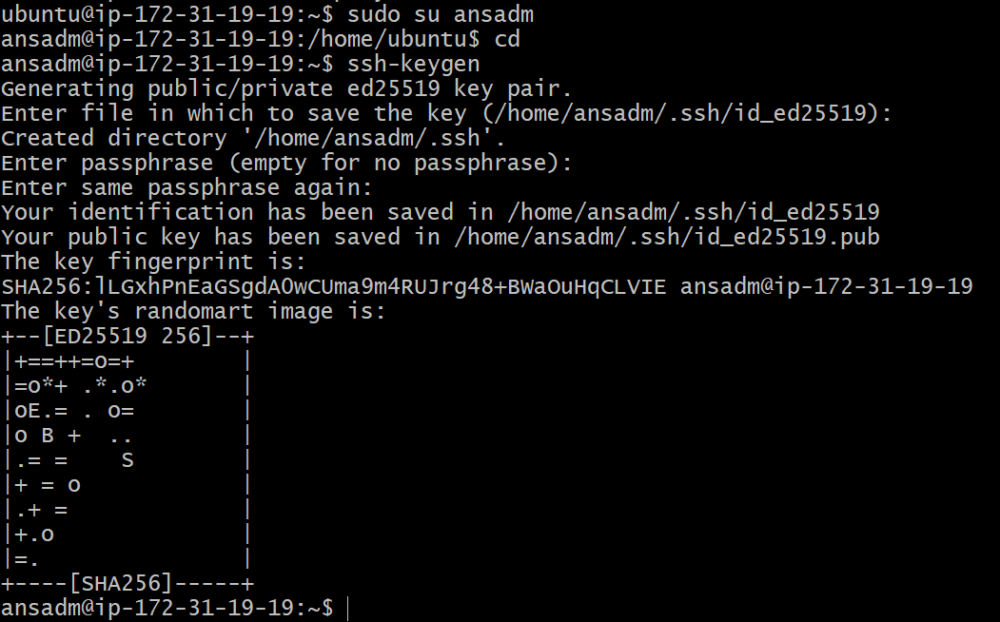 ubuntu@ip-172-31-19-19:~$ sudo su ansadm
ansadm@ip-172-31-19-19:/home/ubuntu$ cd
ansadm@ip-172-31-19-19:~$ ssh-keygen
Generating public/private ed25519 key pair.
Enter file in which to save the key (/home/ansadm/.ssh/id_ed25519):
Created directory '/home/ansadm/.ssh'.
Enter passphrase (empty for no passphrase):
Enter same passphrase again:
Your identification has been saved in /home/ansadm/.ssh/id_ed25519
Your public key has been saved in /home/ansadm/.ssh/id_ed25519.pub
The key fingerprint is:
SHA256:lLGxhPnEaGSgdAOwCUma9m4RUJrg48+BWaOuHqCLVIE ansadm@ip-172-31-19-19
The key's randomart image is:
+--[ED25519 256]--+
|+==++=o=+        |
|=o*+ .*.o*       |
|oE.= . o=        |
|o B +  ..        |
|.= =    S        |
|+ = o            |
|.+ =             |
|+.o              |
|=.               |
+----[SHA256]-----+
ansadm@ip-172-31-19-19:~$